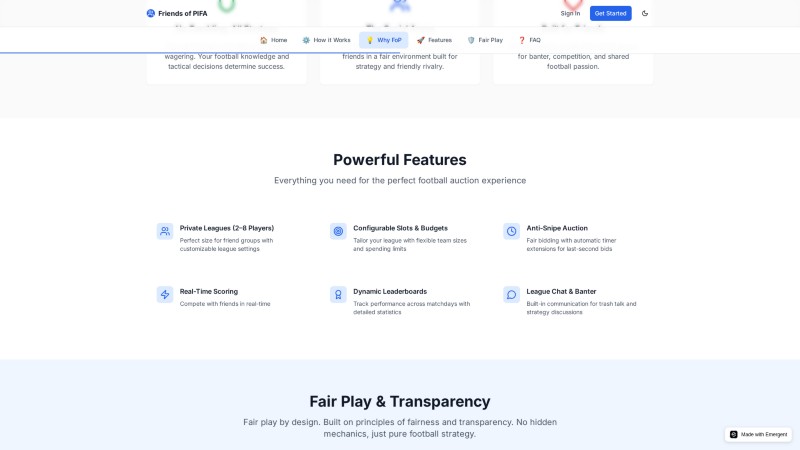 Friends of PIFA
Sign In
Get Started
🏠 Home
⚙️ How It Works
💡 Why FoP
🚀 Features
🛡️ Fair Play
❓ FAQ
wagering. Your football knowledge and
tactical decisions determine success.
friends in a fair environment built for
strategy and friendly rivalry.
for banter, competition, and shared
football passion.
Powerful Features
Everything you need for the perfect football auction experience
Private Leagues (2–8 Players)
Perfect size for friend groups with
customizable league settings
Configurable Slots & Budgets
Tailor your league with flexible team sizes
and spending limits
Anti-Snipe Auction
Fair bidding with automatic timer
extensions for last-second bids
Real-Time Scoring
Compete with friends in real-time
Dynamic Leaderboards
Track performance across matchdays with
detailed statistics
League Chat & Banter
Built-in communication for trash talk and
strategy discussions
Fair Play & Transparency
Fair play by design. Built on principles of fairness and transparency. No hidden
mechanics, just pure football strategy.
Made with Emergent